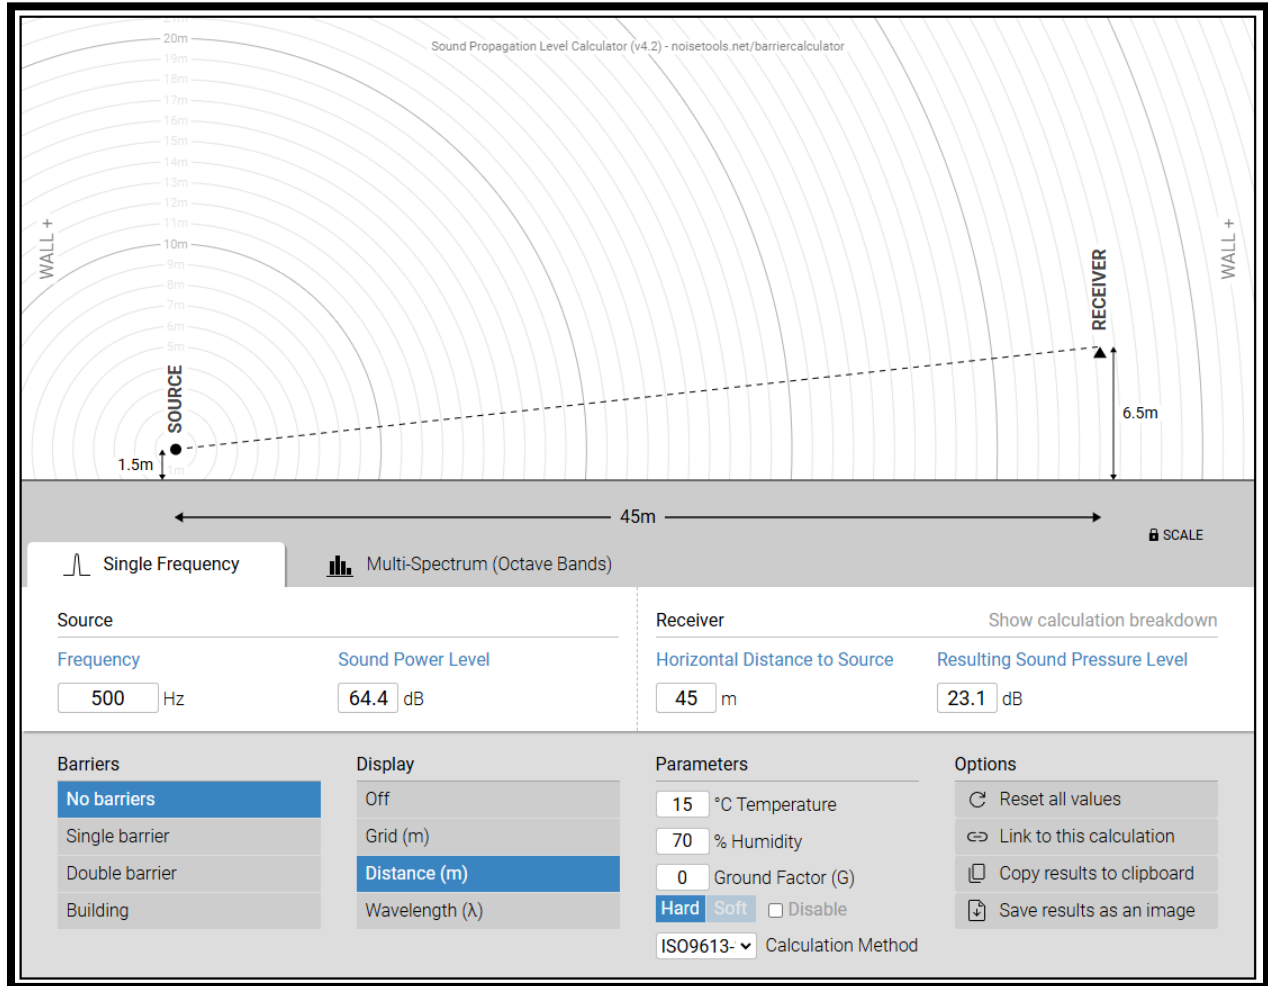 21m
20m
Sound Propagation Level Calculator (v4.2) - noisetools.net/barriercalculator
19m
18m
17m
16m
15m
14m
13m
12m
11m
WALL +
WALL +
10m
9m
8m
7m
6m
5m
RECEIVER
SOURCE
6.5m
1.5m
1m
45m
SCALE
Single Frequency
Multi-Spectrum (Octave Bands)
Source
Receiver
Show calculation breakdown
Frequency
Sound Power Level
Horizontal Distance to Source
Resulting Sound Pressure Level
500 Hz
64.4 dB
45 m
23.1 dB
Barriers
Display
Parameters
Options
No barriers
Off
15 °C Temperature
Reset all values
Single barrier
Grid (m)
70 % Humidity
Link to this calculation
Double barrier
Distance (m)
0 Ground Factor (G)
Copy results to clipboard
Building
Wavelength (λ)
Hard Soft Disable
Save results as an image
ISO9613- Calculation Method